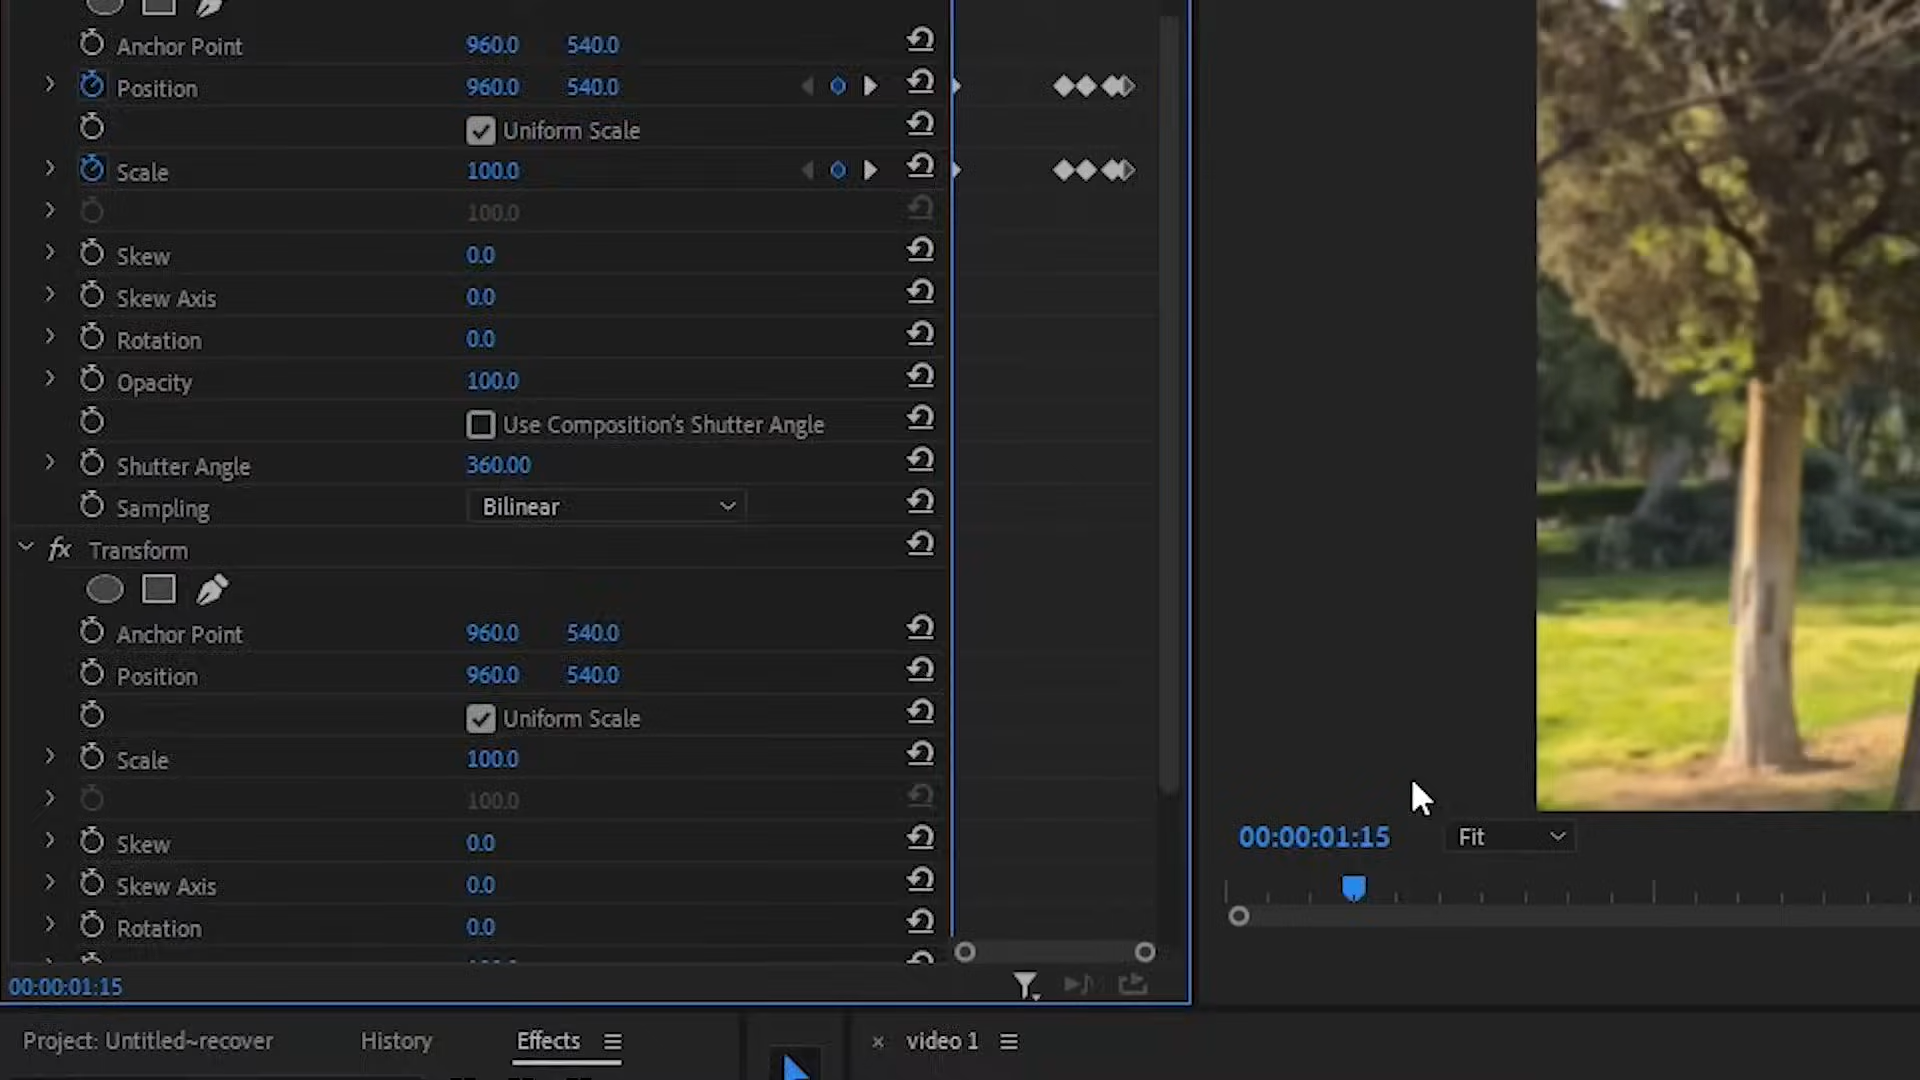 Anchor Point 960.0 540.0
Position 960.0 540.0
Uniform Scale
Scale 100.0
100.0
Skew 0.0
Skew Axis 0.0
Rotation 0.0
Opacity 100.0
Use Composition's Shutter Angle
Shutter Angle 360.00
Sampling Bilinear
fx Transform
Anchor Point 960.0 540.0
Position 960.0 540.0
Uniform Scale
Scale 100.0
100.0
Skew 0.0
Skew Axis 0.0
Rotation 0.0
00:00:01:15
00:00:01:15 Fit
Project: Untitled~recover History Effects
× video 1